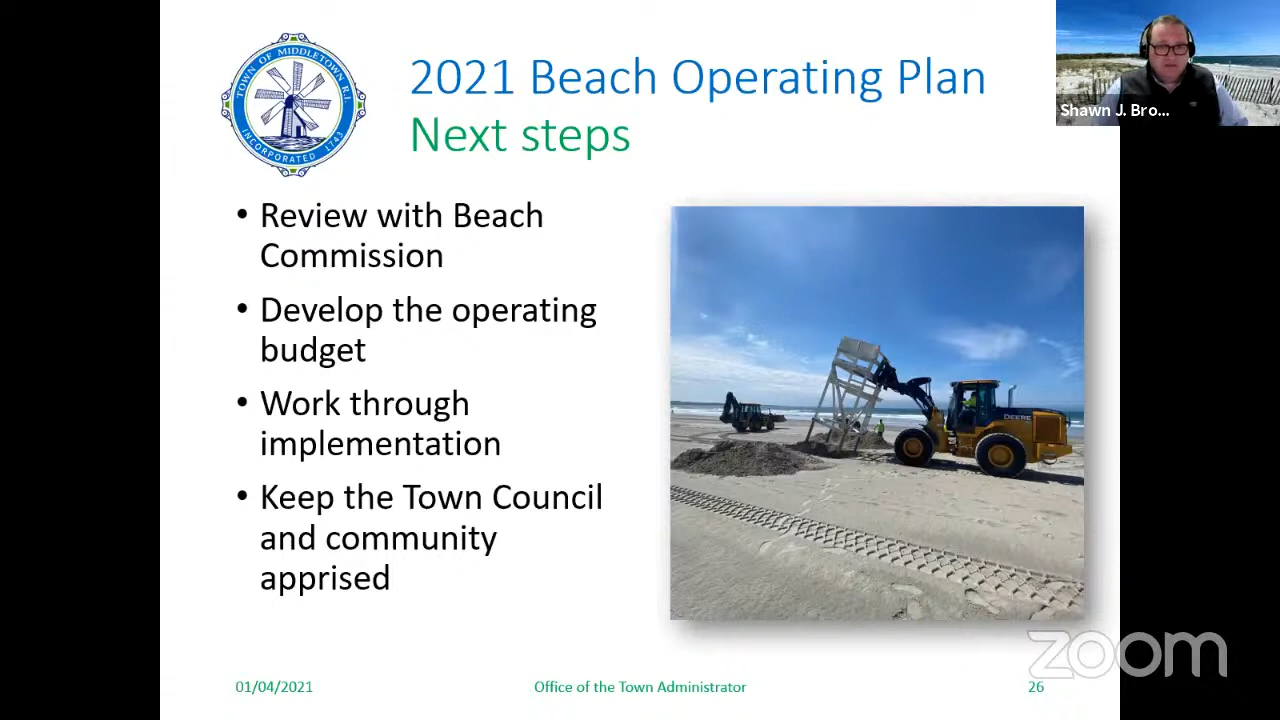 TOWN OF MIDDLETOWN R.I.
INCORPORATED 1743
2021 Beach Operating Plan
Next steps
Shawn J. Bro...
• Review with Beach
Commission
• Develop the operating
budget
• Work through
implementation
• Keep the Town Council
and community
apprised
DEERE
zoom
01/04/2021
Office of the Town Administrator
26